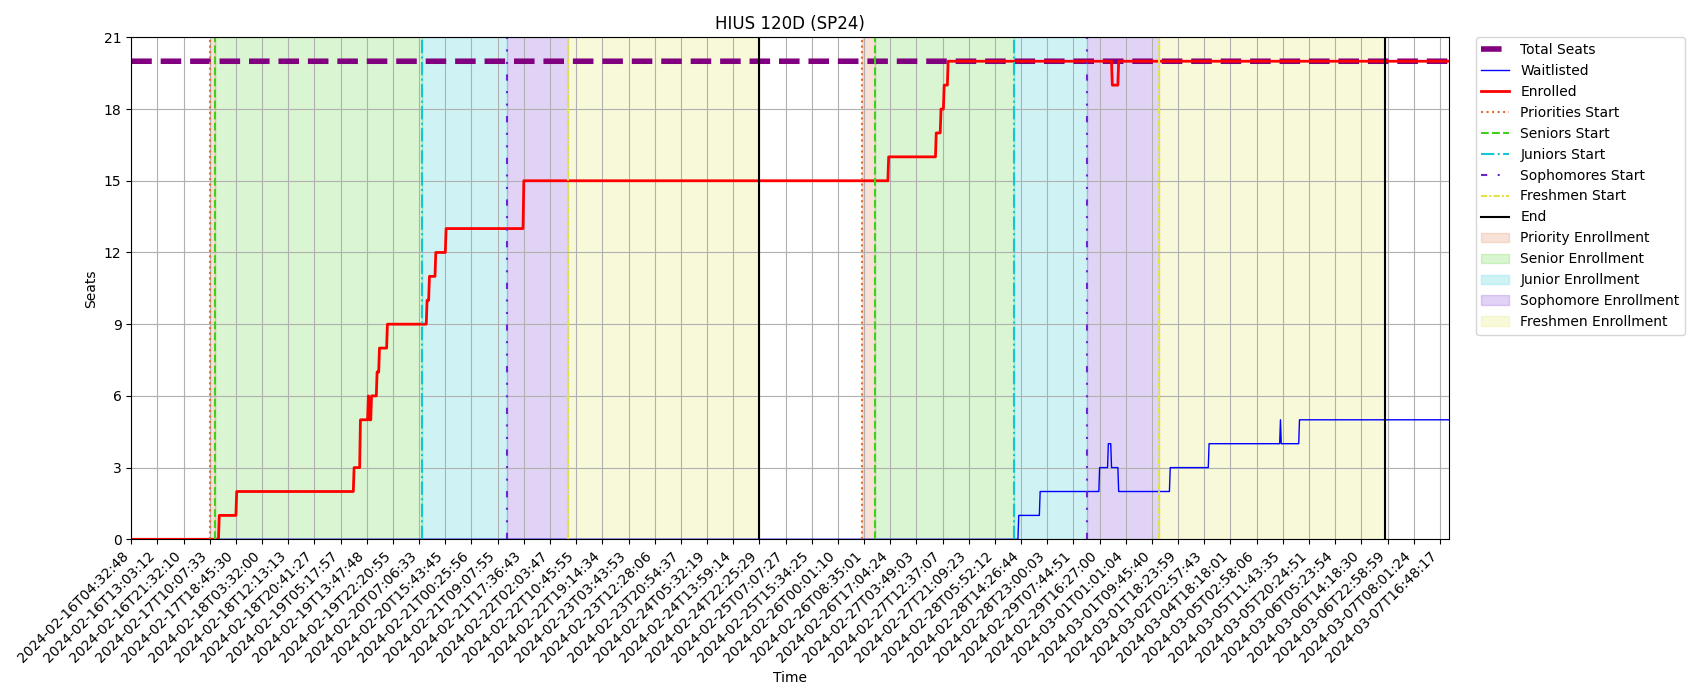 HIUS 120D (SP24)
21
18
15
12
9
6
3
0
Seats
2024-02-16T04:32:48
2024-02-16T13:03:12
2024-02-16T21:32:10
2024-02-17T10:07:33
2024-02-17T18:45:30
2024-02-18T03:32:00
2024-02-18T12:13:13
2024-02-18T20:41:27
2024-02-19T05:17:57
2024-02-19T13:47:48
2024-02-19T22:20:55
2024-02-20T07:06:33
2024-02-20T15:43:45
2024-02-21T00:25:56
2024-02-21T09:07:55
2024-02-21T17:36:43
2024-02-22T02:03:47
2024-02-22T10:45:55
2024-02-22T19:14:34
2024-02-23T03:43:53
2024-02-23T12:28:06
2024-02-23T20:54:37
2024-02-24T05:32:19
2024-02-24T13:59:14
2024-02-24T22:25:29
2024-02-25T07:07:27
2024-02-25T15:34:25
2024-02-26T00:01:16
2024-02-26T08:35:01
2024-02-26T17:04:24
2024-02-27T03:49:03
2024-02-27T12:37:07
2024-02-27T21:09:23
2024-02-28T05:52:12
2024-02-28T14:26:44
2024-02-28T23:00:03
2024-02-29T07:44:51
2024-02-29T16:27:00
2024-03-01T01:01:04
2024-03-01T09:45:40
2024-03-01T18:23:59
2024-03-02T02:57:43
2024-03-04T18:18:01
2024-03-05T02:58:06
2024-03-05T11:43:35
2024-03-05T20:24:51
2024-03-06T05:23:54
2024-03-06T14:18:30
2024-03-06T22:58:59
2024-03-07T08:01:24
2024-03-07T16:48:17
Time
Total Seats
Waitlisted
Enrolled
Priorities Start
Seniors Start
Juniors Start
Sophomores Start
Freshmen Start
End
Priority Enrollment
Senior Enrollment
Junior Enrollment
Sophomore Enrollment
Freshmen Enrollment